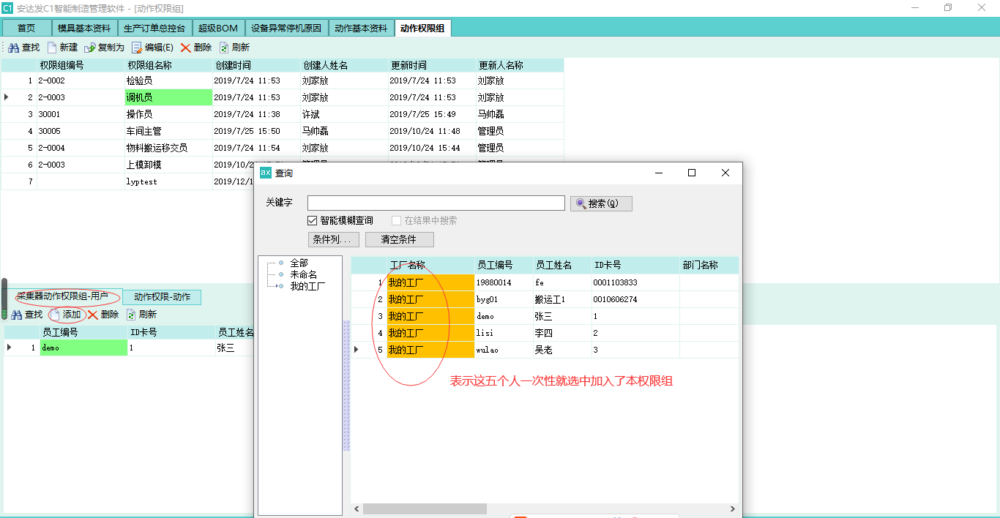 C1 安达发C1智能制造管理软件 - [动作权限组]
首页 模具基本资料 生产订单总控台 超级BOM 设备异常停机原因 动作基本资料 动作权限组
查找 新建 复制为 编辑(E) 删除 刷新
权限组编号 权限组名称 创建时间 创建人姓名 更新时间 更新人名称
1 2-0002 检验员 2019/7/24 11:53 刘家放 2019/7/24 11:53 刘家放
2 2-0003 调机员 2019/7/24 11:53 刘家放 2019/7/24 11:53 刘家放
3 30001 操作员 2019/7/24 11:38 许斌 2019/7/25 15:49 马帅磊
4 30005 车间主管 2019/7/25 15:50 马帅磊 2019/10/24 11:48 管理员
5 2-0004 物料搬运移交员 2019/7/24 11:54 刘家放 2019/10/24 15:44 管理员
6 2-0003 上模卸模 2019/10/2
7 lyptest 2019/12/1
ax 查询
关键字 搜索(Q)
智能模糊查询 在结果中搜索
条件列... 清空条件
全部
未命名
我的工厂
工厂名称 员工编号 员工姓名 ID卡号 部门名称
1 我的工厂 19880014 fe 0001103833
2 我的工厂 byg01 搬运工1 0010606274
3 我的工厂 demo 张三 1
4 我的工厂 lisi 李四 2
5 我的工厂 wulao 吴老 3
表示这五个人一次性就选中加入了本权限组
采集器动作权限组-用户 动作权限-动作
查找 添加 删除 刷新
员工编号 ID卡号 员工姓名
1 demo 1 张三